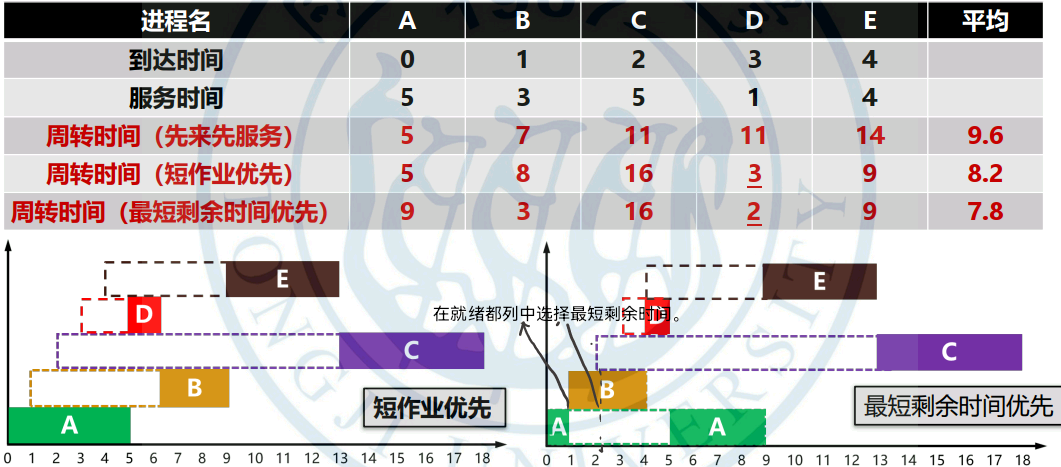 进程名 A B C D E 平均
到达时间 0 1 2 3 4
服务时间 5 3 5 1 4
周转时间（先来先服务） 5 7 11 11 14 9.6
周转时间（短作业优先） 5 8 16 3 9 8.2
周转时间（最短剩余时间优先） 9 3 16 2 9 7.8
E
D
C
B
A
短作业优先
0 1 2 3 4 5 6 7 8 9 10 11 12 13 14 15 16 17 18
在就绪都列中选择最短剩余时间。
E
D
C
B
A A
最短剩余时间优先
0 1 2 3 4 5 6 7 8 9 10 11 12 13 14 15 16 17 18